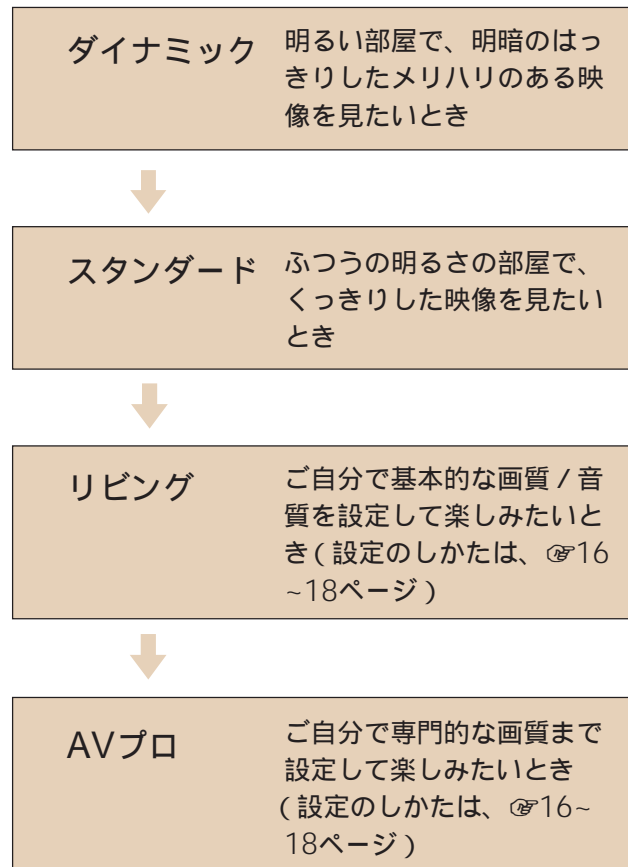 ダイナミック
明るい部屋で、明暗のはっ
きりしたメリハリのある映
像を見たいとき
スタンダード
ふつうの明るさの部屋で、
くっきりした映像を見たい
とき
リビング
ご自分で基本的な画質 / 音
質を設定して楽しみたいと
き ( 設定のしかたは、☞16
~18ページ )
AVプロ
ご自分で専門的な画質まで
設定して楽しみたいとき
( 設定のしかたは、☞16~
18ページ )